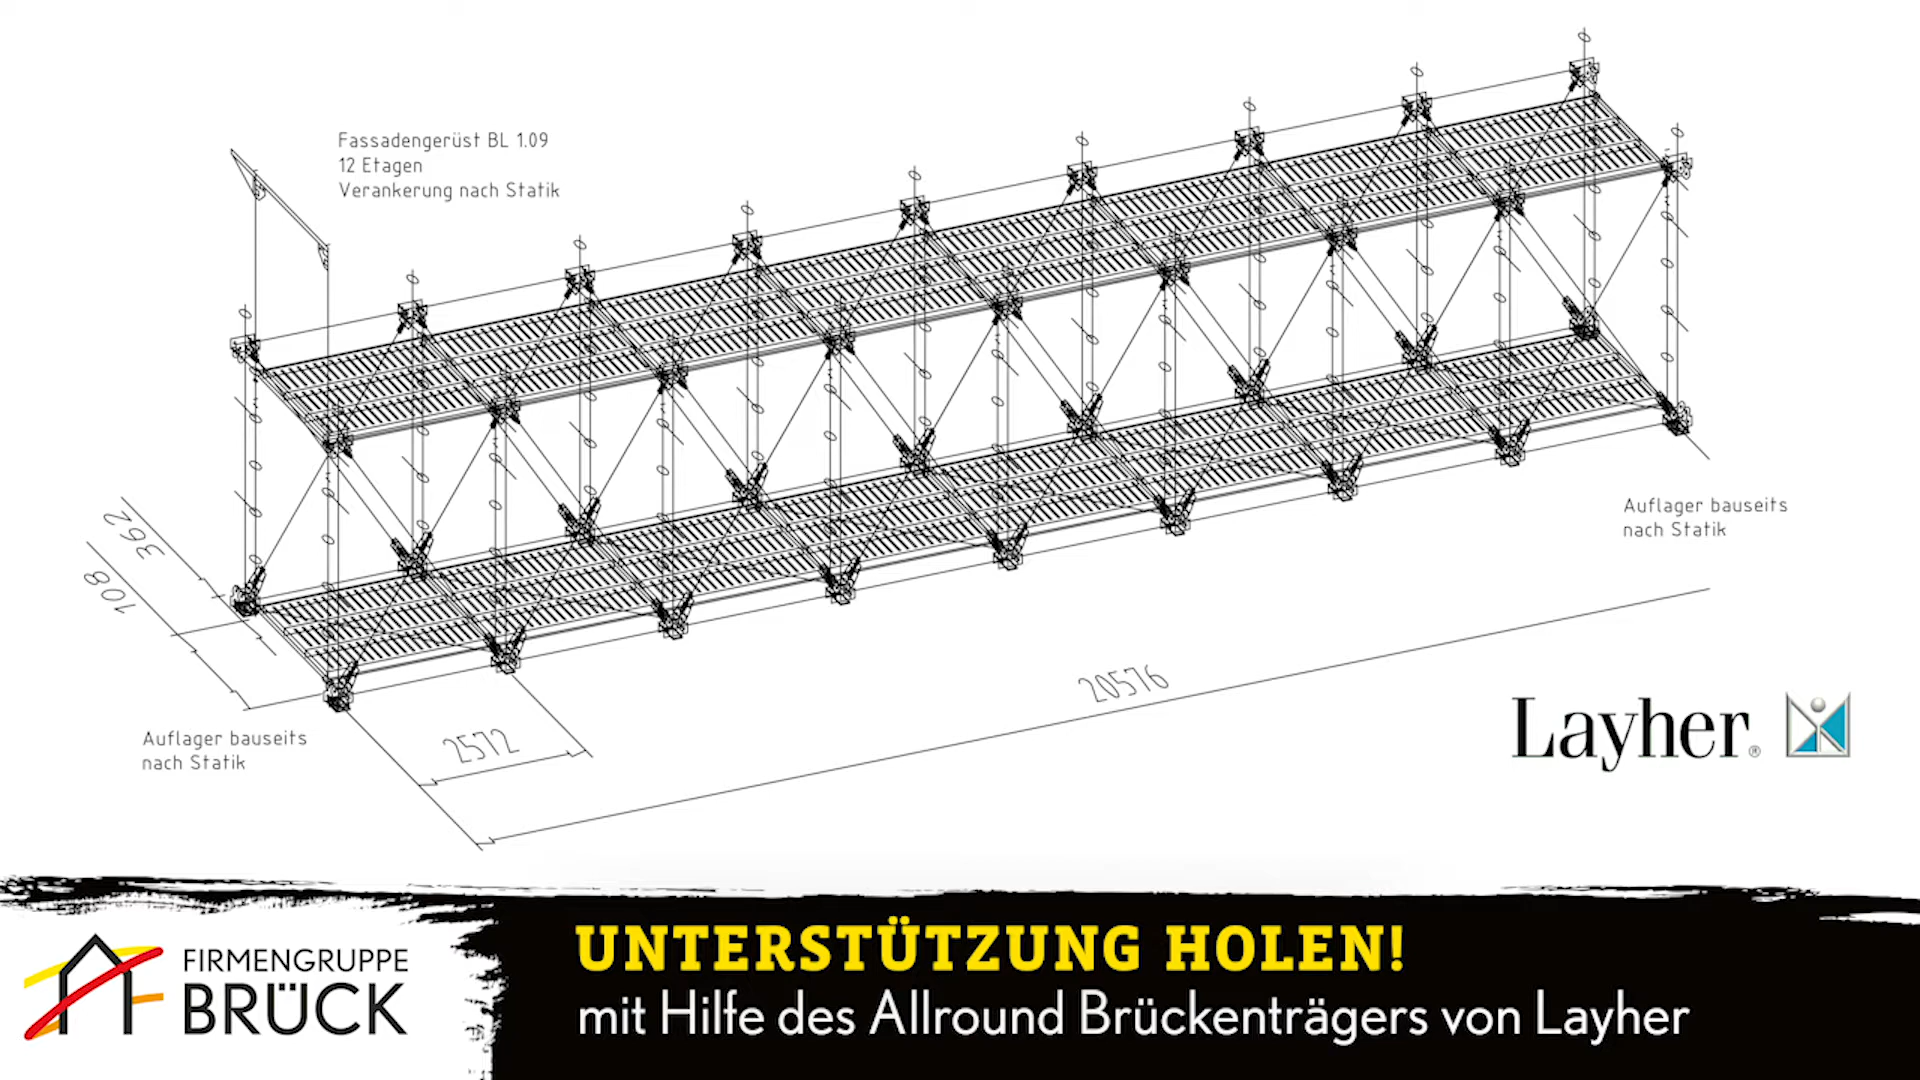 Fassadengerüst BL 1.09
12 Etagen
Verankerung nach Statik
362
108
Auflager bauseits
nach Statik
Auflager bauseits
nach Statik
2572
20576
Layher®
FIRMENGRUPPE
BRÜCK
UNTERSTÜTZUNG HOLEN!
mit Hilfe des Allround Brückenträgers von Layher